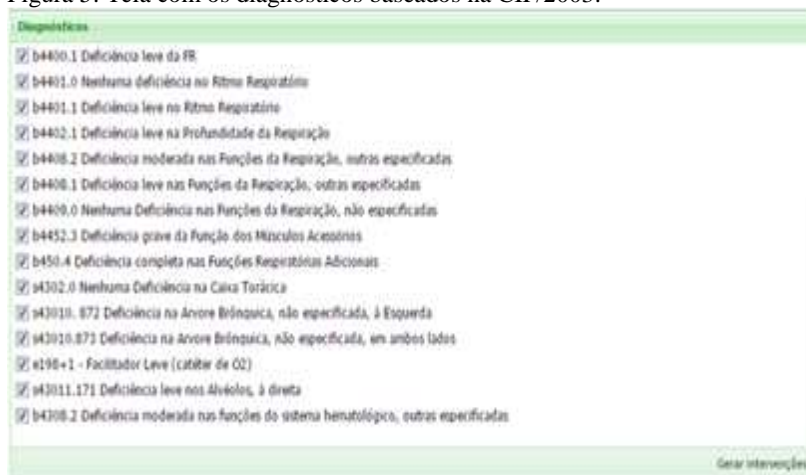 Figura 3. Tela com os diagnósticos baseados na CIF/2003.
Diagnósticos
b4400.1 Deficiência leve da FR
b4401.0 Nenhuma deficiência no Ritmo Respiratório
b4401.1 Deficiência leve no Ritmo Respiratório
b4402.1 Deficiência leve na Profundidade da Respiração
b4408.2 Deficiência moderada nas Funções da Respiração, outras especificadas
b4408.1 Deficiência leve nas Funções da Respiração, outras especificadas
b4409.0 Nenhuma Deficiência nas Funções da Respiração, não especificadas
b4452.3 Deficiência grave da Função dos Músculos Acessórios
b450.4 Deficiência completa nas Funções Respiratórias Adicionais
s4302.0 Nenhuma Deficiência na Caixa Torácica
s43010. 872 Deficiência na Arvore Brônquica, não especificada, à Esquerda
s43010.873 Deficiência na Arvore Brônquica, não especificada, em ambos lados
e198+1 - Facilitador Leve (catéter de O2)
s43011.171 Deficiência leve nos Alvéolos, à direita
b4308.2 Deficiência moderada nas funções do sistema hematológico, outras especificadas
Gerar intervenções